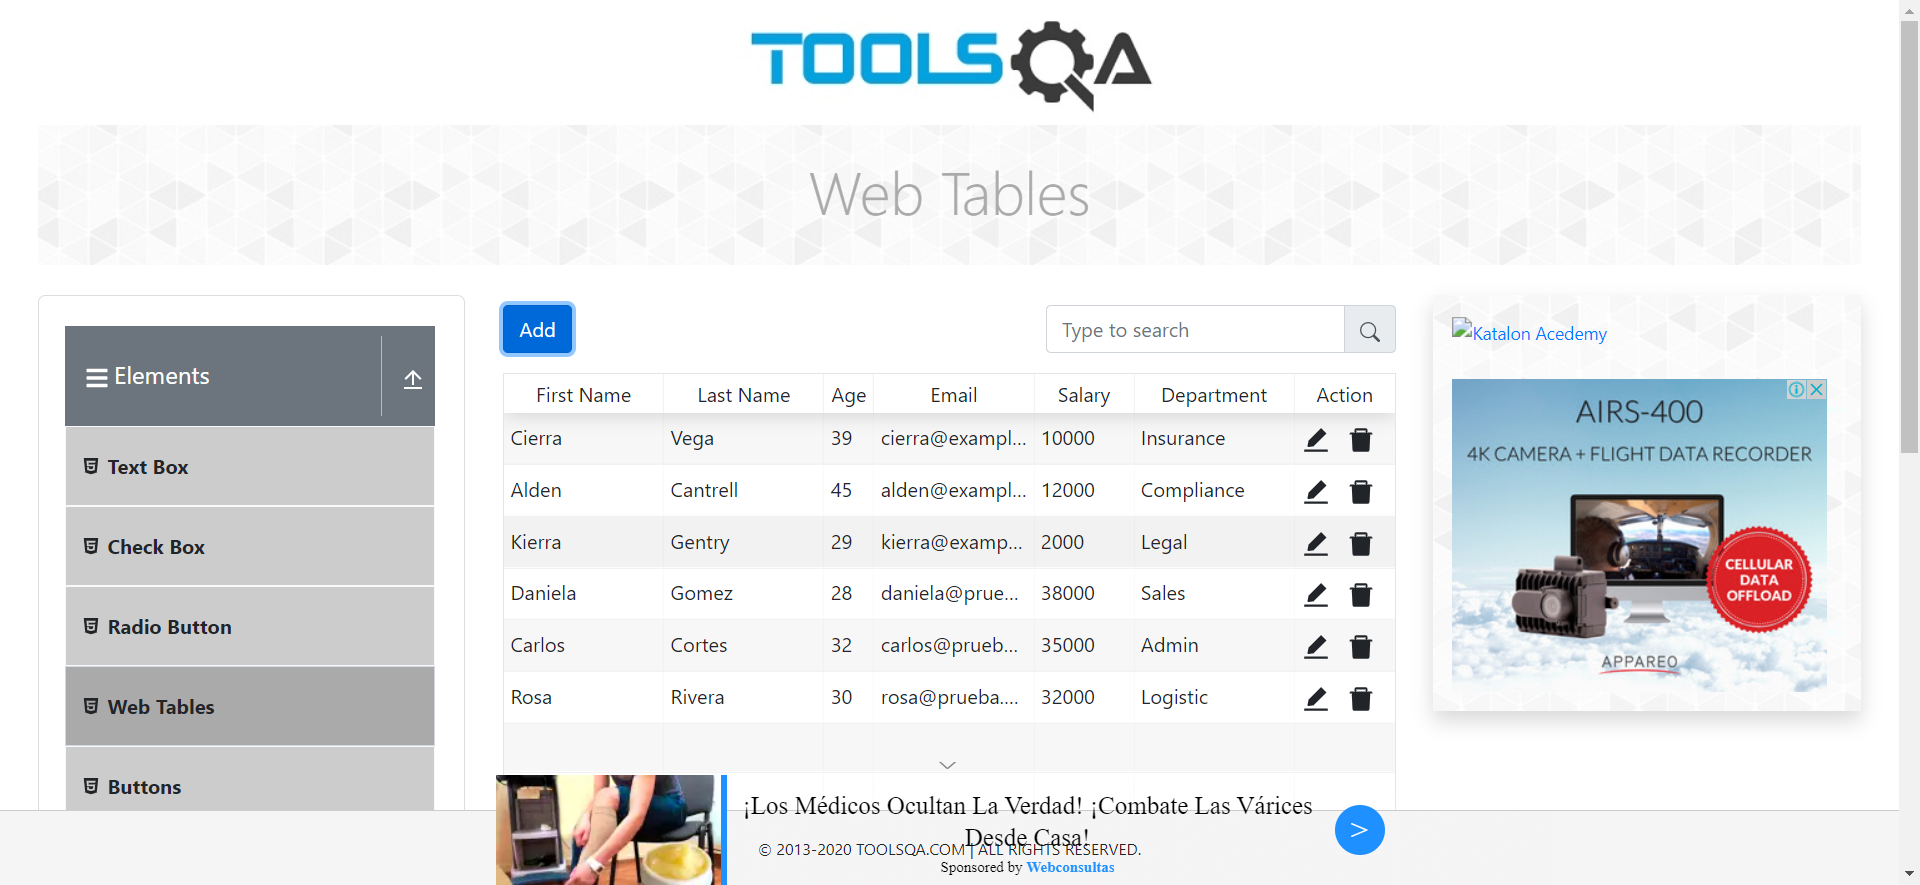 TOOLSQA
Web Tables
Elements
Text Box
Check Box
Radio Button
Web Tables
Buttons
Add
Type to search
First Name Last Name Age Email Salary Department Action
Cierra Vega 39 cierra@exampl... 10000 Insurance
Alden Cantrell 45 alden@exampl... 12000 Compliance
Kierra Gentry 29 kierra@examp... 2000 Legal
Daniela Gomez 28 daniela@prue... 38000 Sales
Carlos Cortes 32 carlos@prueb... 35000 Admin
Rosa Rivera 30 rosa@prueba.... 32000 Logistic
Katalon Acedemy
AIRS-400
4K CAMERA + FLIGHT DATA RECORDER
CELLULAR
DATA
OFFLOAD
APPAREO
¡Los Médicos Ocultan La Verdad! ¡Combate Las Várices
Desde Casa!
© 2013-2020 TOOLSQA.COM | ALL RIGHTS RESERVED.
Sponsored by Webconsultas